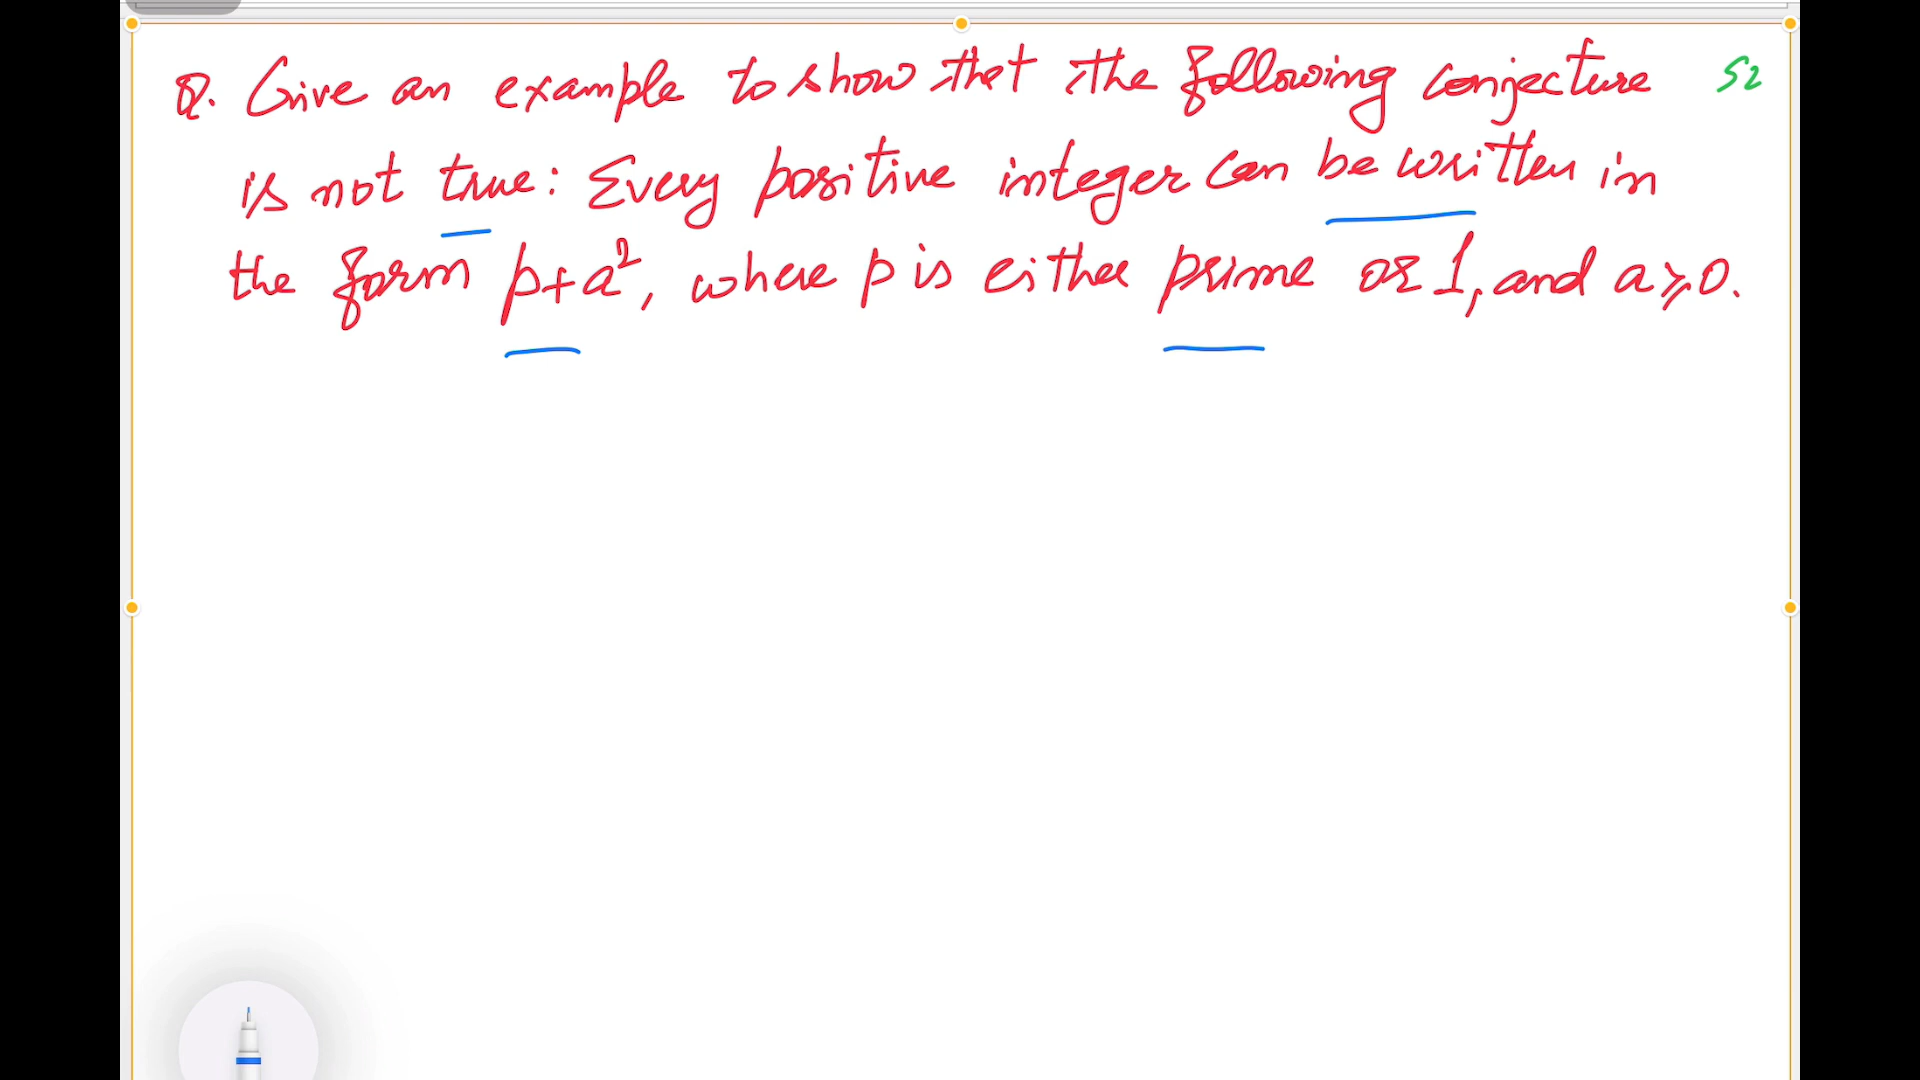 Q. Give an example to show that the following conjecture 52
is not true: Every positive integer can be written in
the form p+a², where p is either prime or 1, and a ⩾ 0.